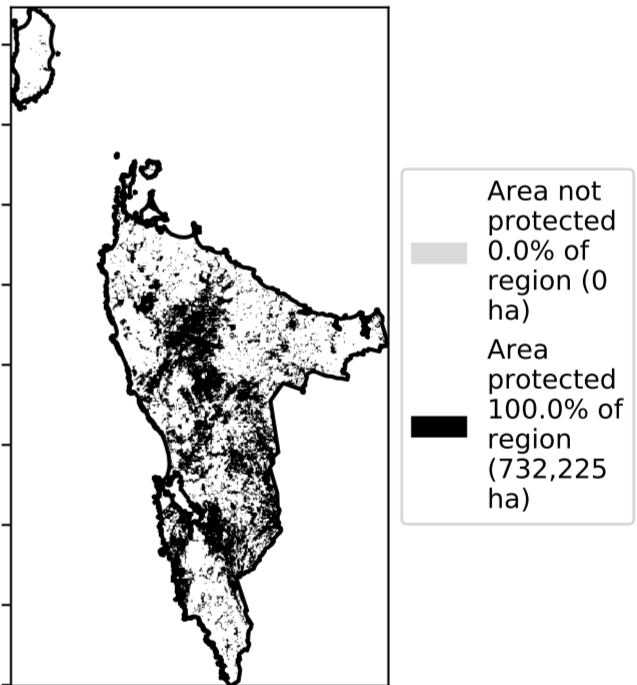 Area not
protected
0.0% of
region (0
ha)
Area
protected
100.0% of
region
(732,225
ha)